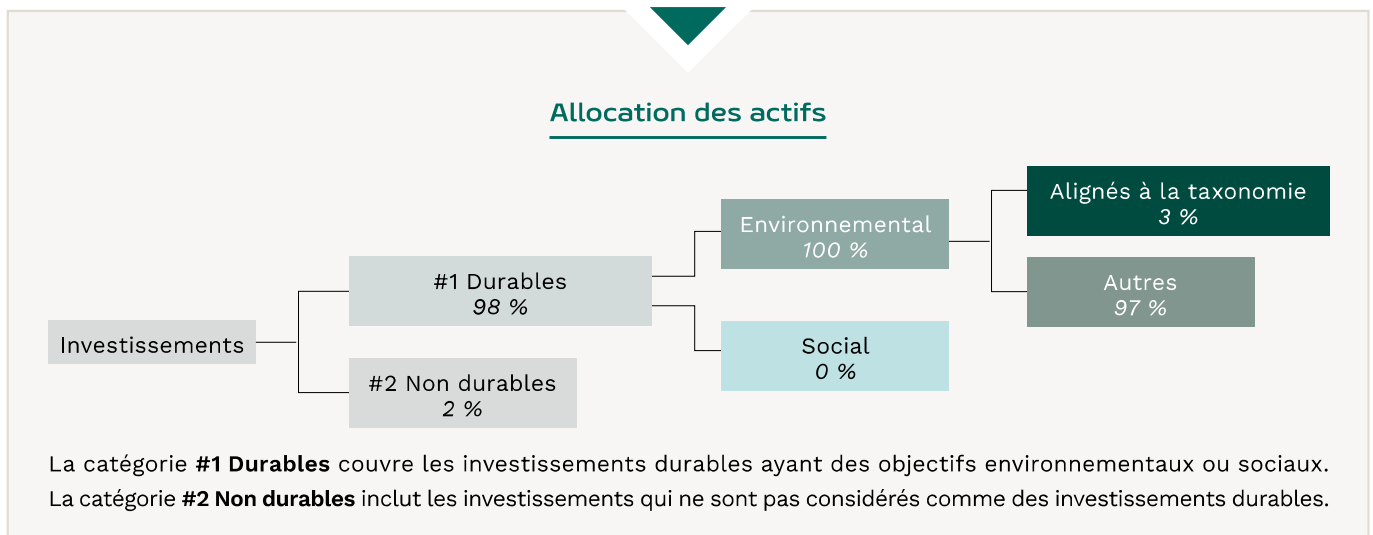 Allocation des actifs
Alignés à la taxonomie
3 %
Environnemental
100 %
Autres
97 %
#1 Durables
98 %
Investissements
Social
0 %
#2 Non durables
2 %
La catégorie #1 Durables couvre les investissements durables ayant des objectifs environnementaux ou sociaux.
La catégorie #2 Non durables inclut les investissements qui ne sont pas considérés comme des investissements durables.